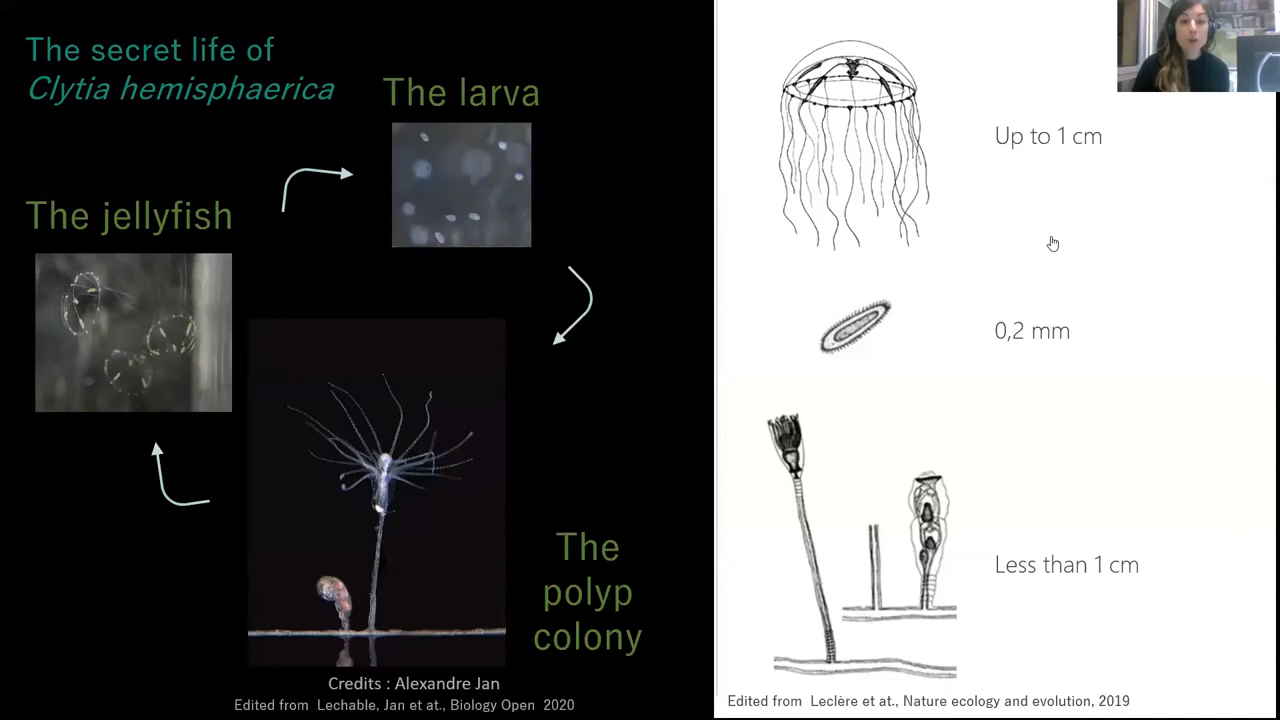 The secret life of
Clytia hemisphaerica
The larva
The jellyfish
The
polyp
colony
Credits : Alexandre Jan
Edited from Lechable, Jan et at., Biology Open 2020
Up to 1 cm
0,2 mm
Less than 1 cm
Edited from Leclère et at., Nature ecology and evolution, 2019